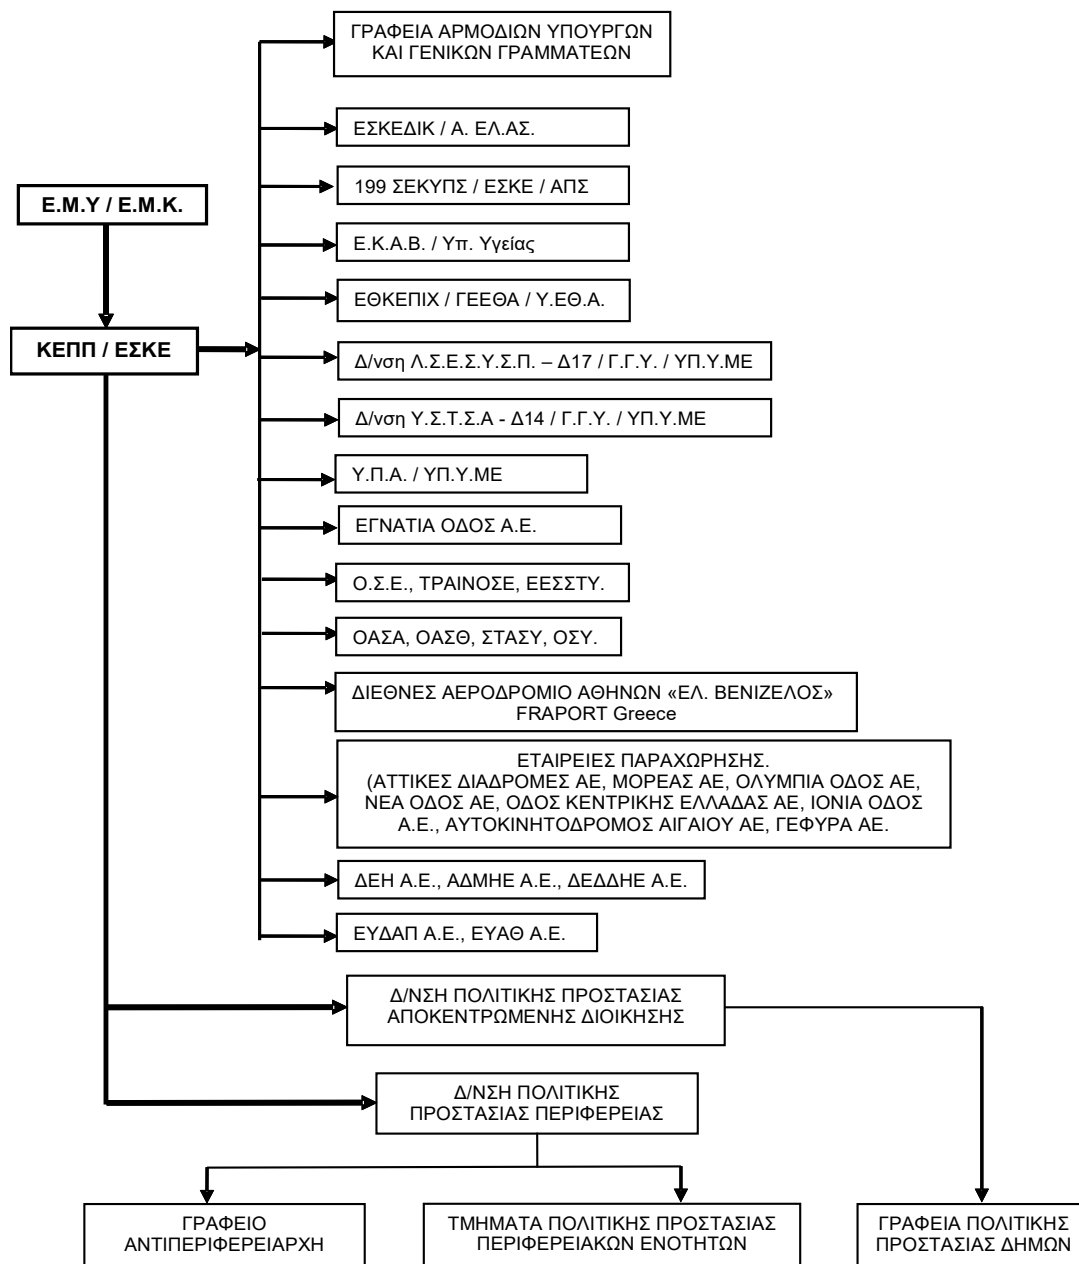 ΓΡΑΦΕΙΑ ΑΡΜΟΔΙΩΝ ΥΠΟΥΡΓΩΝ
ΚΑΙ ΓΕΝΙΚΩΝ ΓΡΑΜΜΑΤΕΩΝ
ΕΣΚΕΔΙΚ / Α. ΕΛ.ΑΣ.
199 ΣΕΚΥΠΣ / ΕΣΚΕ / ΑΠΣ
Ε.Μ.Υ / Ε.Μ.Κ.
Ε.Κ.Α.Β. / Υπ. Υγείας
ΕΘΚΕΠΙΧ / ΓΕΕΘΑ / Υ.ΕΘ.Α.
ΚΕΠΠ / ΕΣΚΕ
Δ/νση Λ.Σ.Ε.Σ.Υ.Σ.Π. – Δ17 / Γ.Γ.Υ. / ΥΠ.Υ.ΜΕ
Δ/νση Υ.Σ.Τ.Σ.Α - Δ14 / Γ.Γ.Υ. / ΥΠ.Υ.ΜΕ
Υ.Π.Α. / ΥΠ.Υ.ΜΕ
ΕΓΝΑΤΙΑ ΟΔΟΣ Α.Ε.
Ο.Σ.Ε., ΤΡΑΙΝΟΣΕ, ΕΕΣΣΤΥ.
ΟΑΣΑ, ΟΑΣΘ, ΣΤΑΣΥ, ΟΣΥ.
ΔΙΕΘΝΕΣ ΑΕΡΟΔΡΟΜΙΟ ΑΘΗΝΩΝ «ΕΛ. ΒΕΝΙΖΕΛΟΣ»
FRAPORT Greece
ΕΤΑΙΡΕΙΕΣ ΠΑΡΑΧΩΡΗΣΗΣ.
(ΑΤΤΙΚΕΣ ΔΙΑΔΡΟΜΕΣ ΑΕ, ΜΟΡΕΑΣ ΑΕ, ΟΛΥΜΠΙΑ ΟΔΟΣ ΑΕ,
ΝΕΑ ΟΔΟΣ ΑΕ, ΟΔΟΣ ΚΕΝΤΡΙΚΗΣ ΕΛΛΑΔΑΣ ΑΕ, ΙΟΝΙΑ ΟΔΟΣ
Α.Ε., ΑΥΤΟΚΙΝΗΤΟΔΡΟΜΟΣ ΑΙΓΑΙΟΥ ΑΕ, ΓΕΦΥΡΑ ΑΕ.
ΔΕΗ Α.Ε., ΑΔΜΗΕ Α.Ε., ΔΕΔΔΗΕ Α.Ε.
ΕΥΔΑΠ Α.Ε., ΕΥΑΘ Α.Ε.
Δ/ΝΣΗ ΠΟΛΙΤΙΚΗΣ ΠΡΟΣΤΑΣΙΑΣ
ΑΠΟΚΕΝΤΡΩΜΕΝΗΣ ΔΙΟΙΚΗΣΗΣ
Δ/ΝΣΗ ΠΟΛΙΤΙΚΗΣ
ΠΡΟΣΤΑΣΙΑΣ ΠΕΡΙΦΕΡΕΙΑΣ
ΓΡΑΦΕΙΟ
ΑΝΤΙΠΕΡΙΦΕΡΕΙΑΡΧΗ
ΤΜΗΜΑΤΑ ΠΟΛΙΤΙΚΗΣ ΠΡΟΣΤΑΣΙΑΣ
ΠΕΡΙΦΕΡΕΙΑΚΩΝ ΕΝΟΤΗΤΩΝ
ΓΡΑΦΕΙΑ ΠΟΛΙΤΙΚΗΣ
ΠΡΟΣΤΑΣΙΑΣ ΔΗΜΩΝ